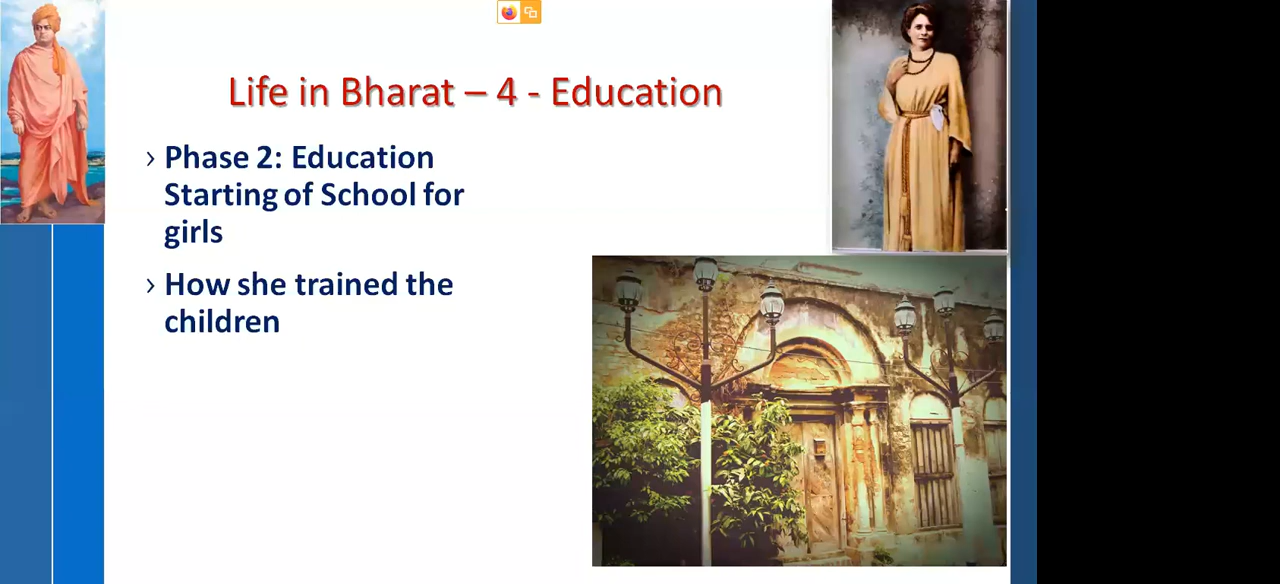 Life in Bharat – 4 - Education
› Phase 2: Education
Starting of School for
girls
› How she trained the
children